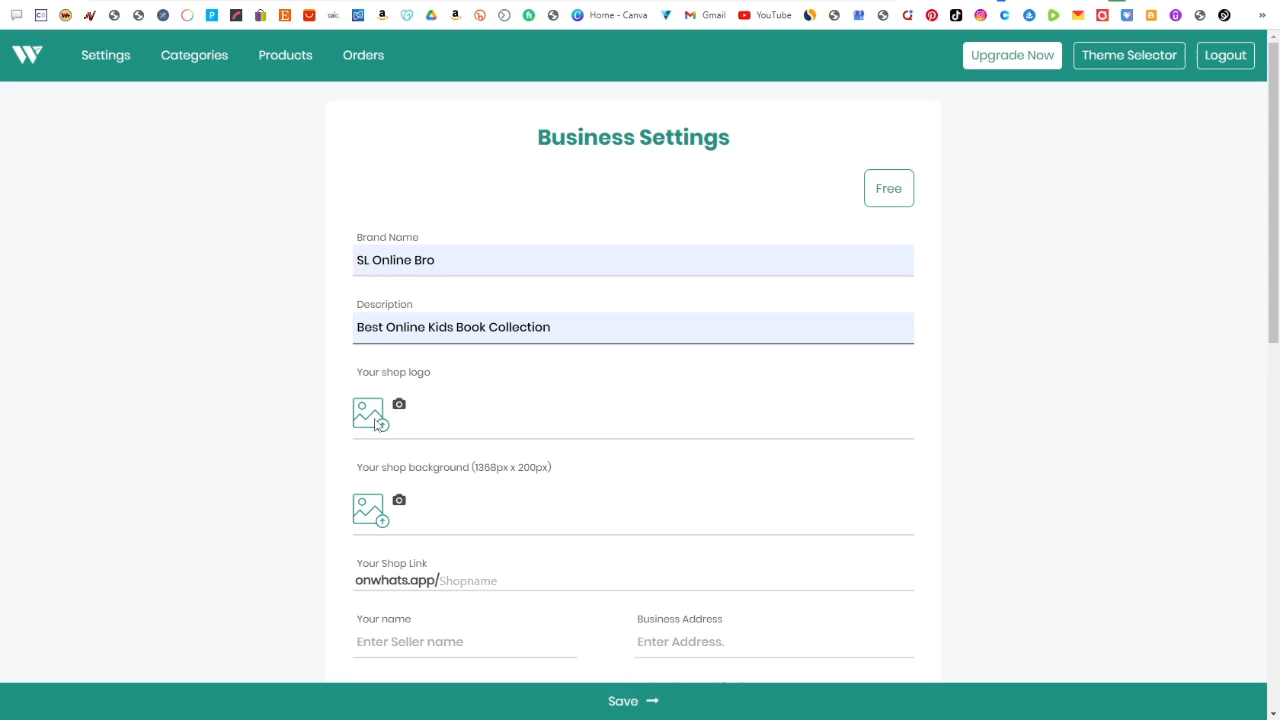 Home - Canva Gmail YouTube
Settings Categories Products Orders Upgrade Now Theme Selector Logout
Business Settings
Free
Brand Name
SL Online Bro
Description
Best Online Kids Book Collection
Your shop logo
Your shop background (1368px x 200px)
Your Shop Link
onwhats.app/Shopname
Your name Business Address
Enter Seller name Enter Address.
Save →